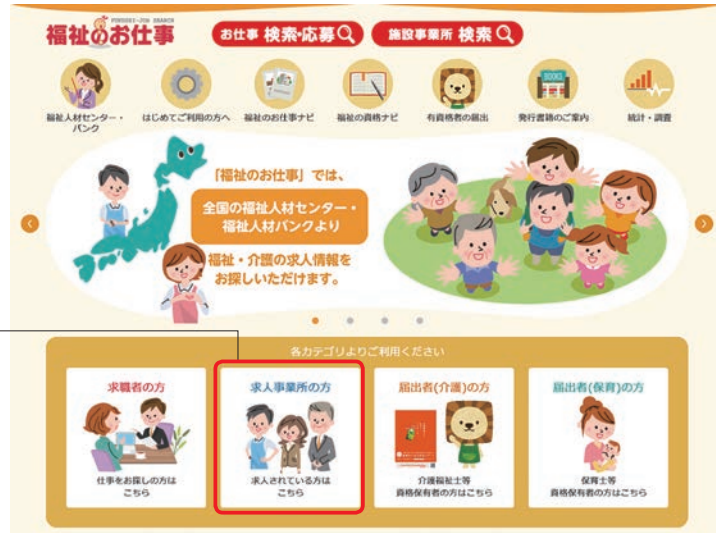 FUKUSHI-JOB SEARCH
福祉のお仕事
お仕事 検索・応募
施設事業所 検索
福祉人材センター・
バンク
はじめてご利用の方へ
福祉のお仕事ナビ
福祉の資格ナビ
有資格者の届出
BOOKS
発行書籍のご案内
統計・調査
「福祉のお仕事」では、
全国の福祉人材センター・
福祉人材バンクより
福祉・介護の求人情報を
お探しいただけます。
各カテゴリよりご利用ください
求職者の方
仕事をお探しの方は
こちら
求人事業所の方
求人されている方は
こちら
届出者(介護)の方
介護福祉士等
資格保有者の方はこちら
届出者(保育)の方
保育士等
資格保有者の方はこちら